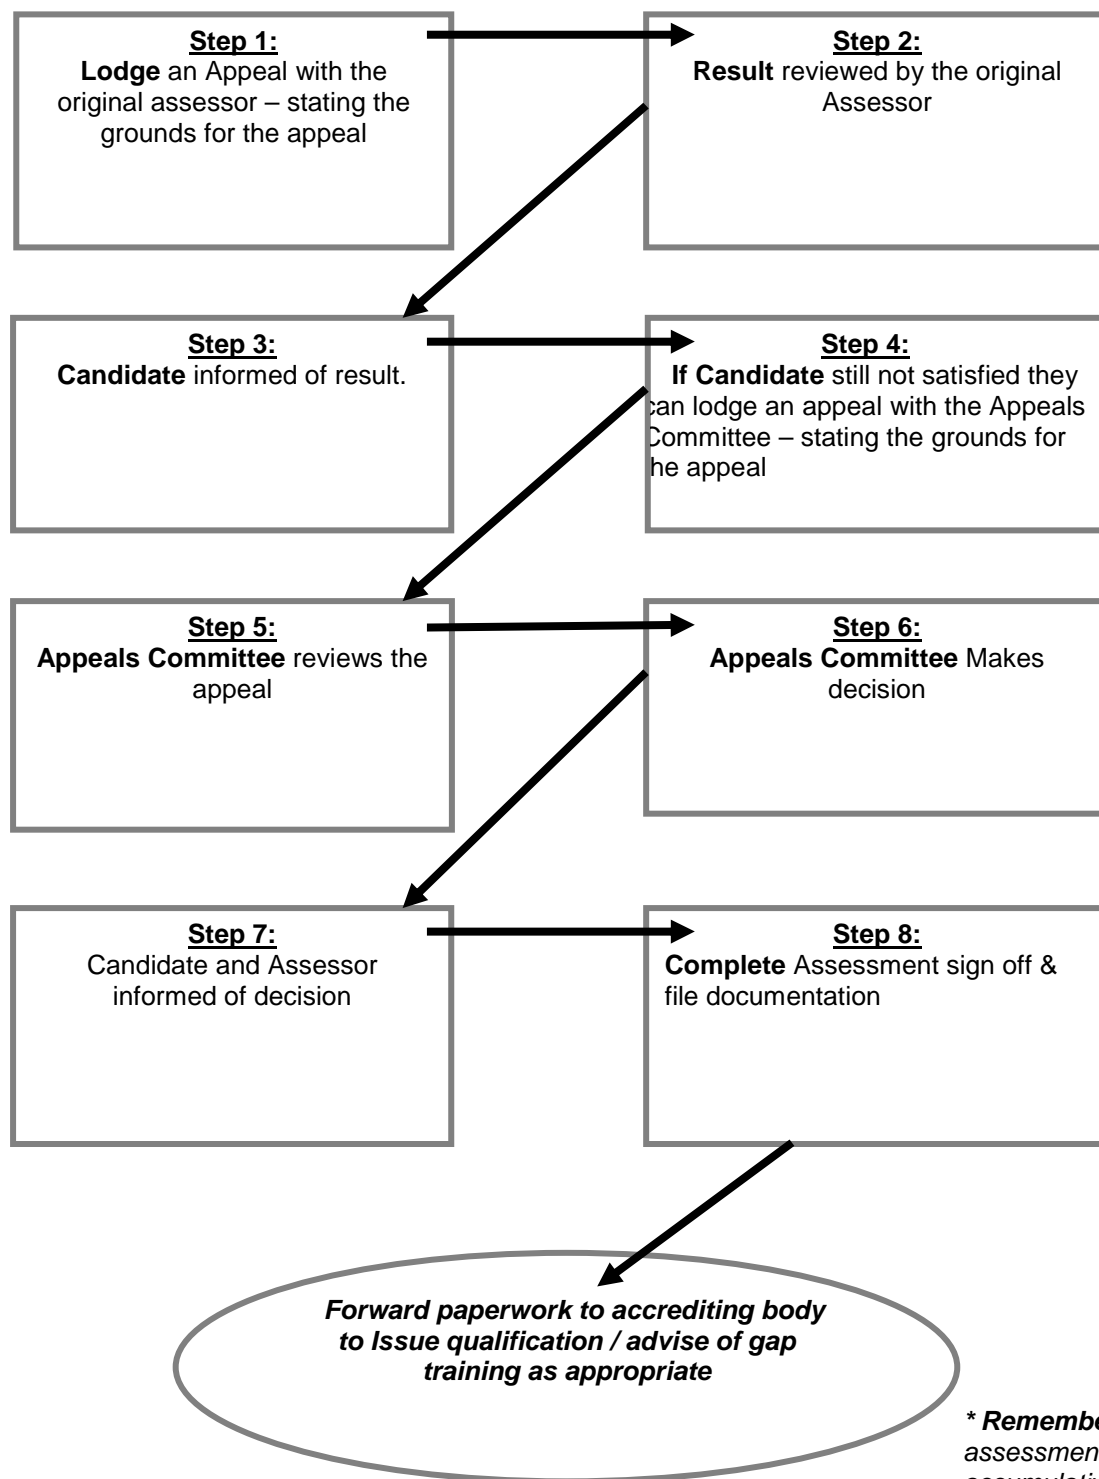 Step 1:
Lodge an Appeal with the
original assessor – stating the
grounds for the appeal
Step 2:
Result reviewed by the original
Assessor
Step 3:
Candidate informed of result.
Step 4:
If Candidate still not satisfied they
can lodge an appeal with the Appeals
Committee – stating the grounds for
the appeal
Step 5:
Appeals Committee reviews the
appeal
Step 6:
Appeals Committee Makes
decision
Step 7:
Candidate and Assessor
informed of decision
Step 8:
Complete Assessment sign off &
file documentation
Forward paperwork to accrediting body
to Issue qualification / advise of gap
training as appropriate
* Remembe
assessment